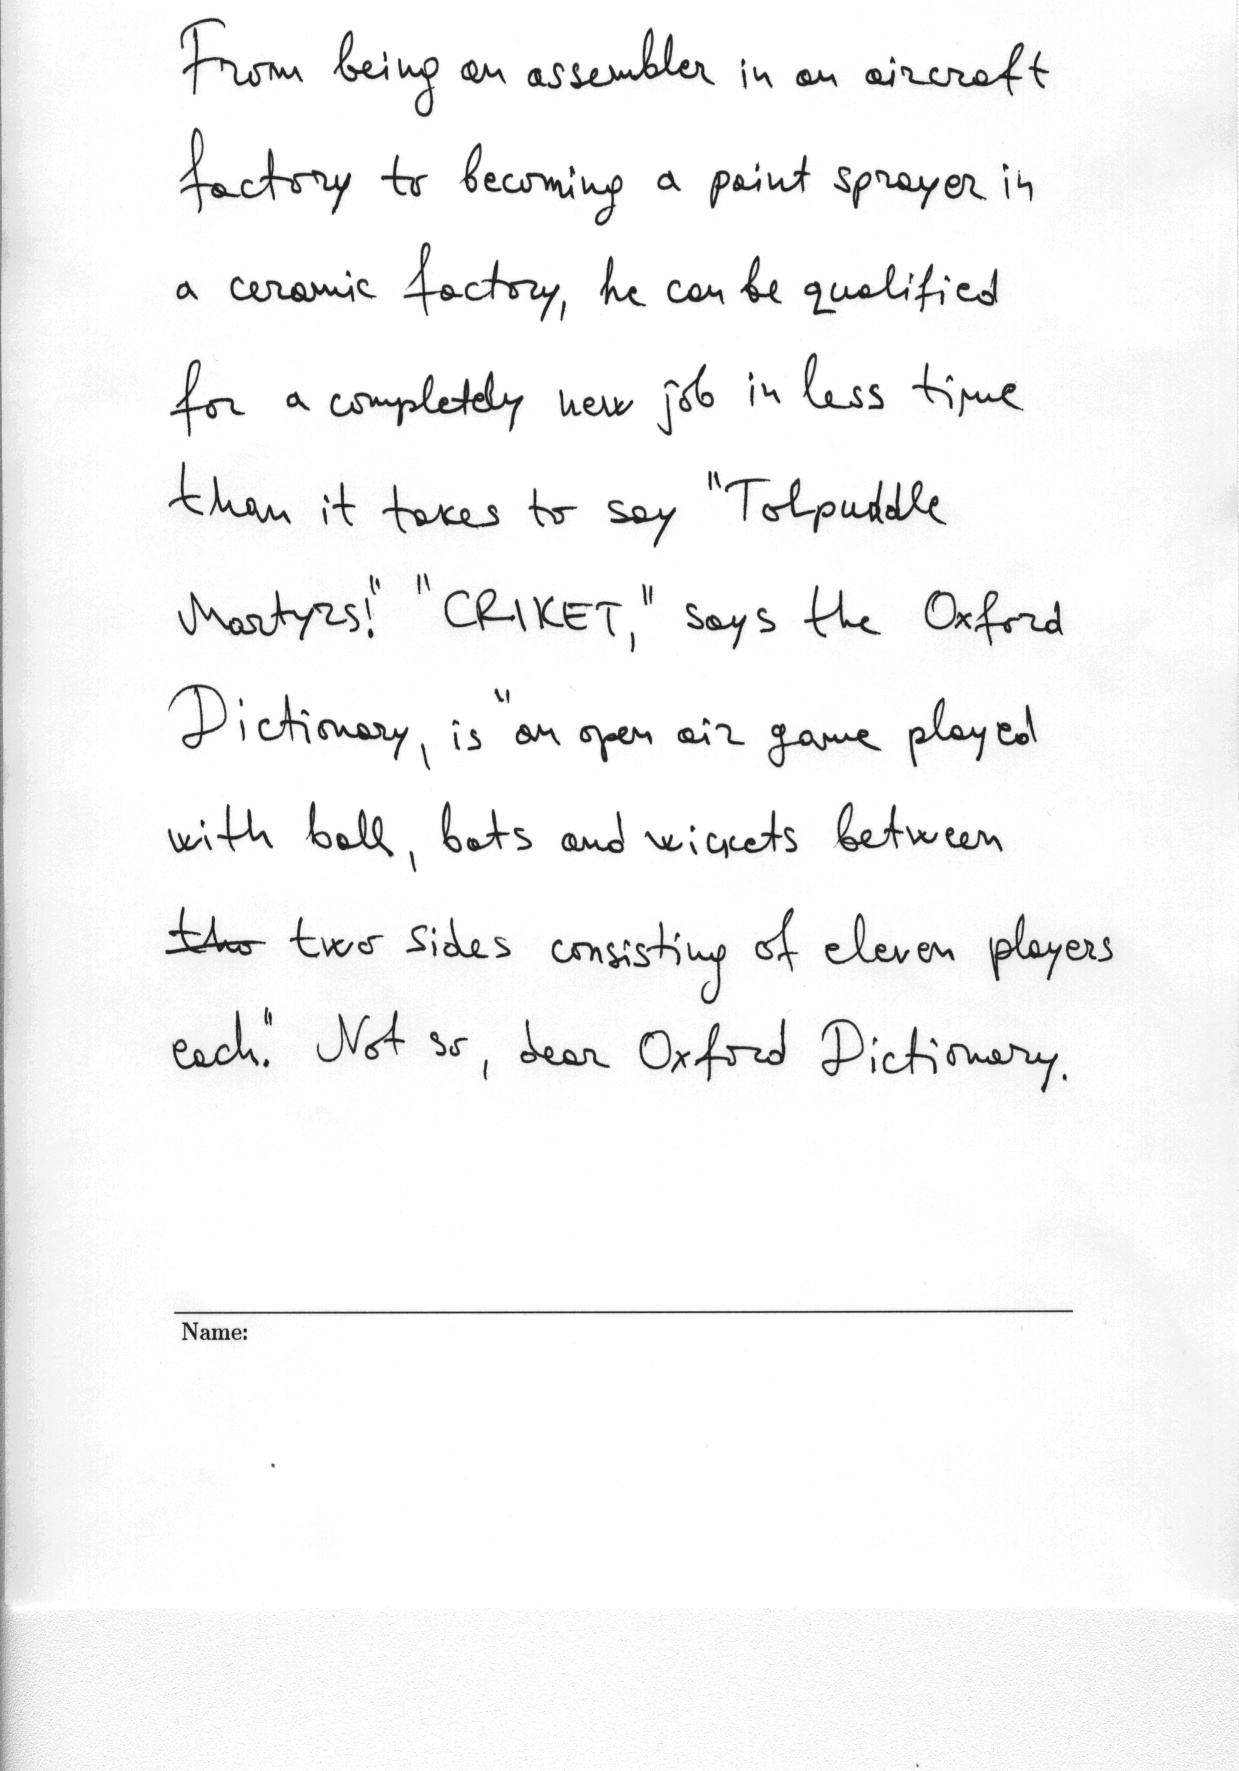 From being an assembler in an aircraft
factory to becoming a paint sprayer in
a ceramic factory, he can be qualified
for a completely new job in less time
than it takes to say "Tolpuddle
Martyrs!" "CRIKET," says the Oxford
Dictionary, is "an open air game played
with ball, bats and wickets between
tho two sides consisting of eleven players
each." Not so, dear Oxford Dictionary.
Name: